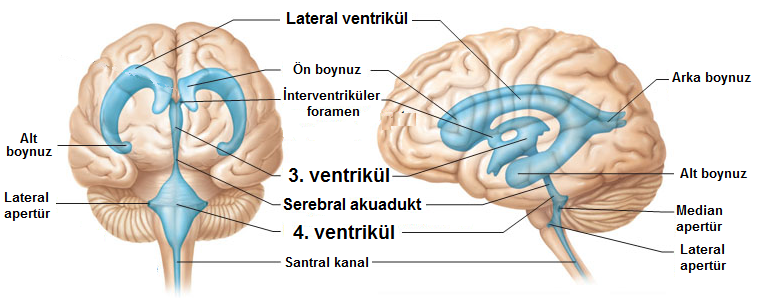 Lateral ventrikül
Ön boynuz
Arka boynuz
İnterventriküler
foramen
Alt
boynuz
3. ventrikül
Alt boynuz
Lateral
apertür
Serebral akuadukt
Median
apertür
4. ventrikül
Lateral
apertür
Santral kanal